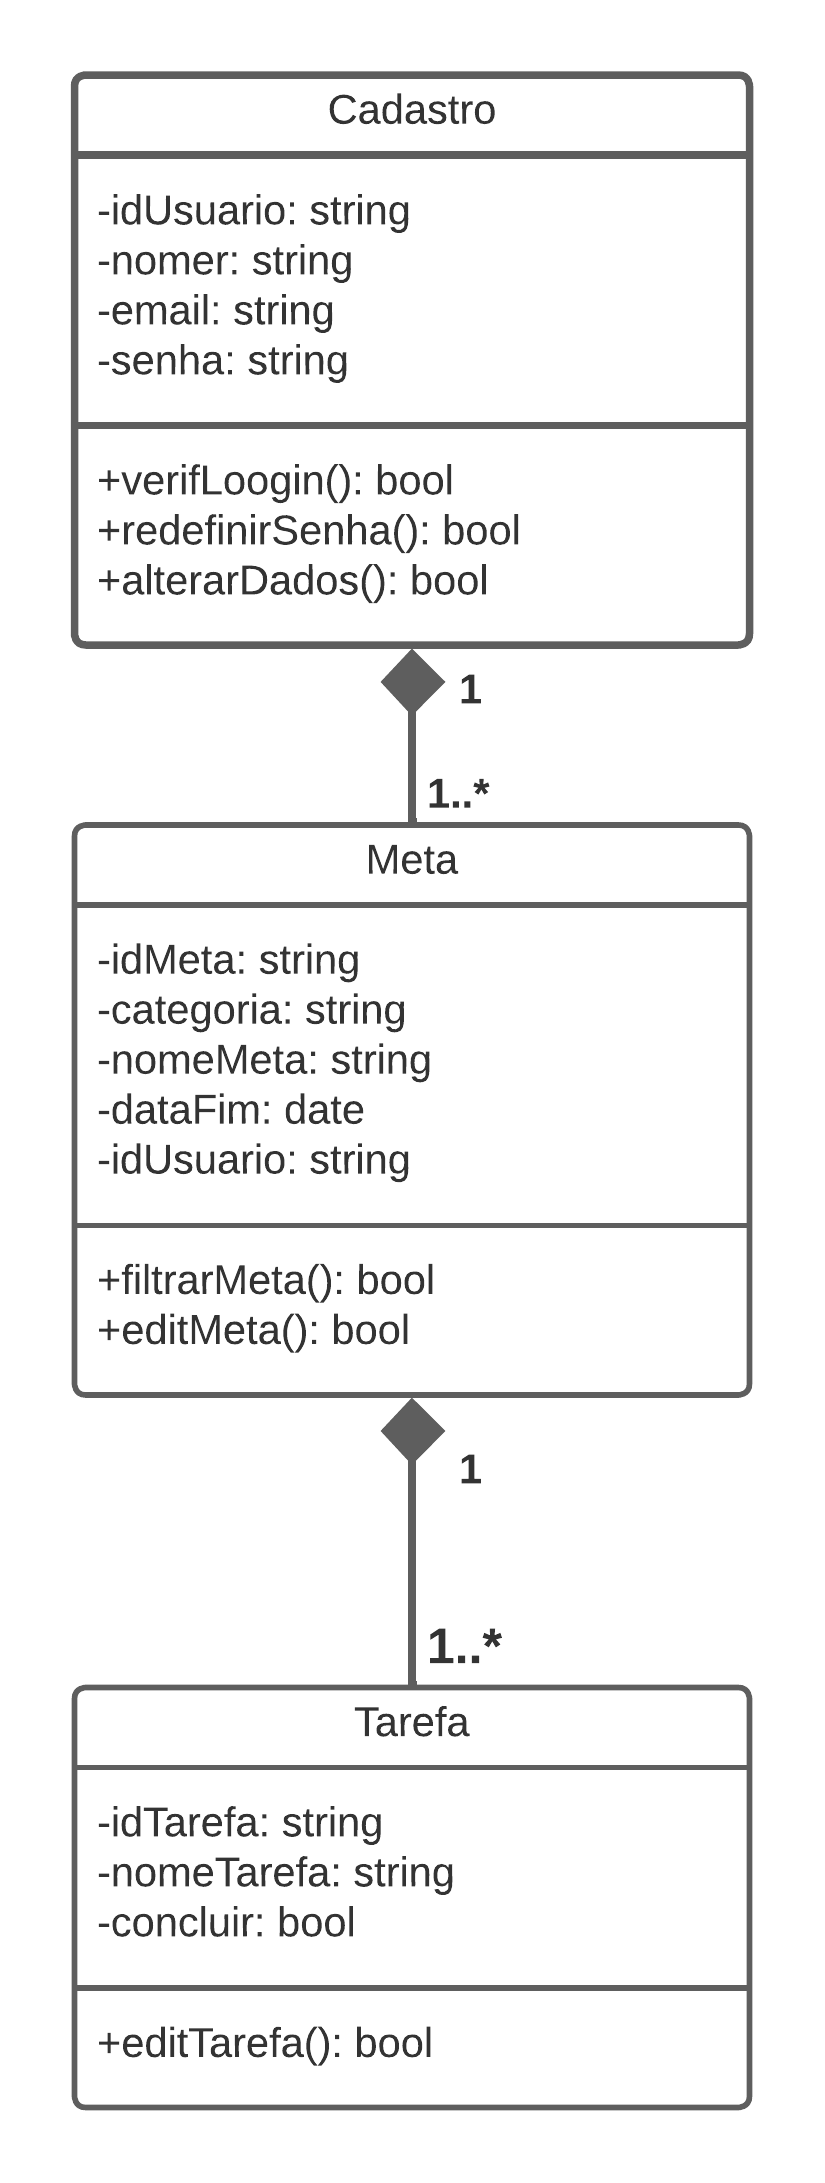 Cadastro
-idUsuario: string
-nomer: string
-email: string
-senha: string
+verifLoogin(): bool
+redefinirSenha(): bool
+alterarDados(): bool
1
1..*
Meta
-idMeta: string
-categoria: string
-nomeMeta: string
-dataFim: date
-idUsuario: string
+filtrarMeta(): bool
+editMeta(): bool
1
1..*
Tarefa
-idTarefa: string
-nomeTarefa: string
-concluir: bool
+editTarefa(): bool